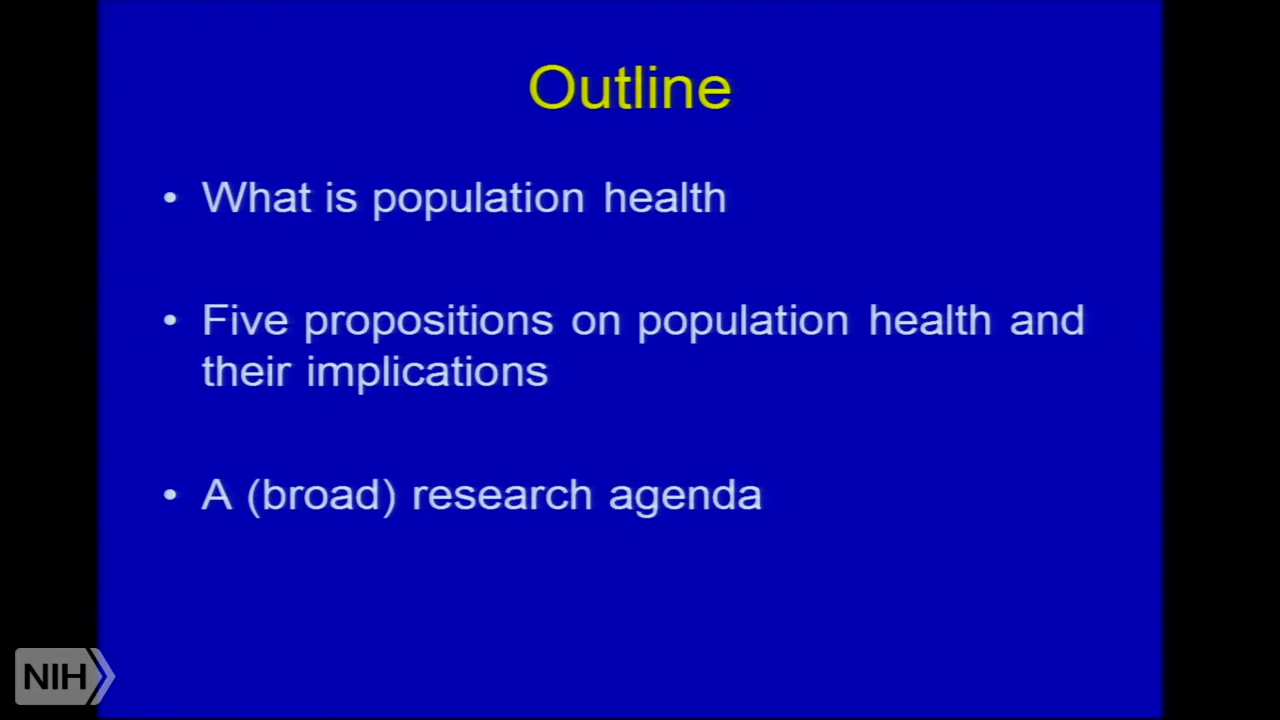 Outline
• What is population health
• Five propositions on population health and
their implications
• A (broad) research agenda
NIH